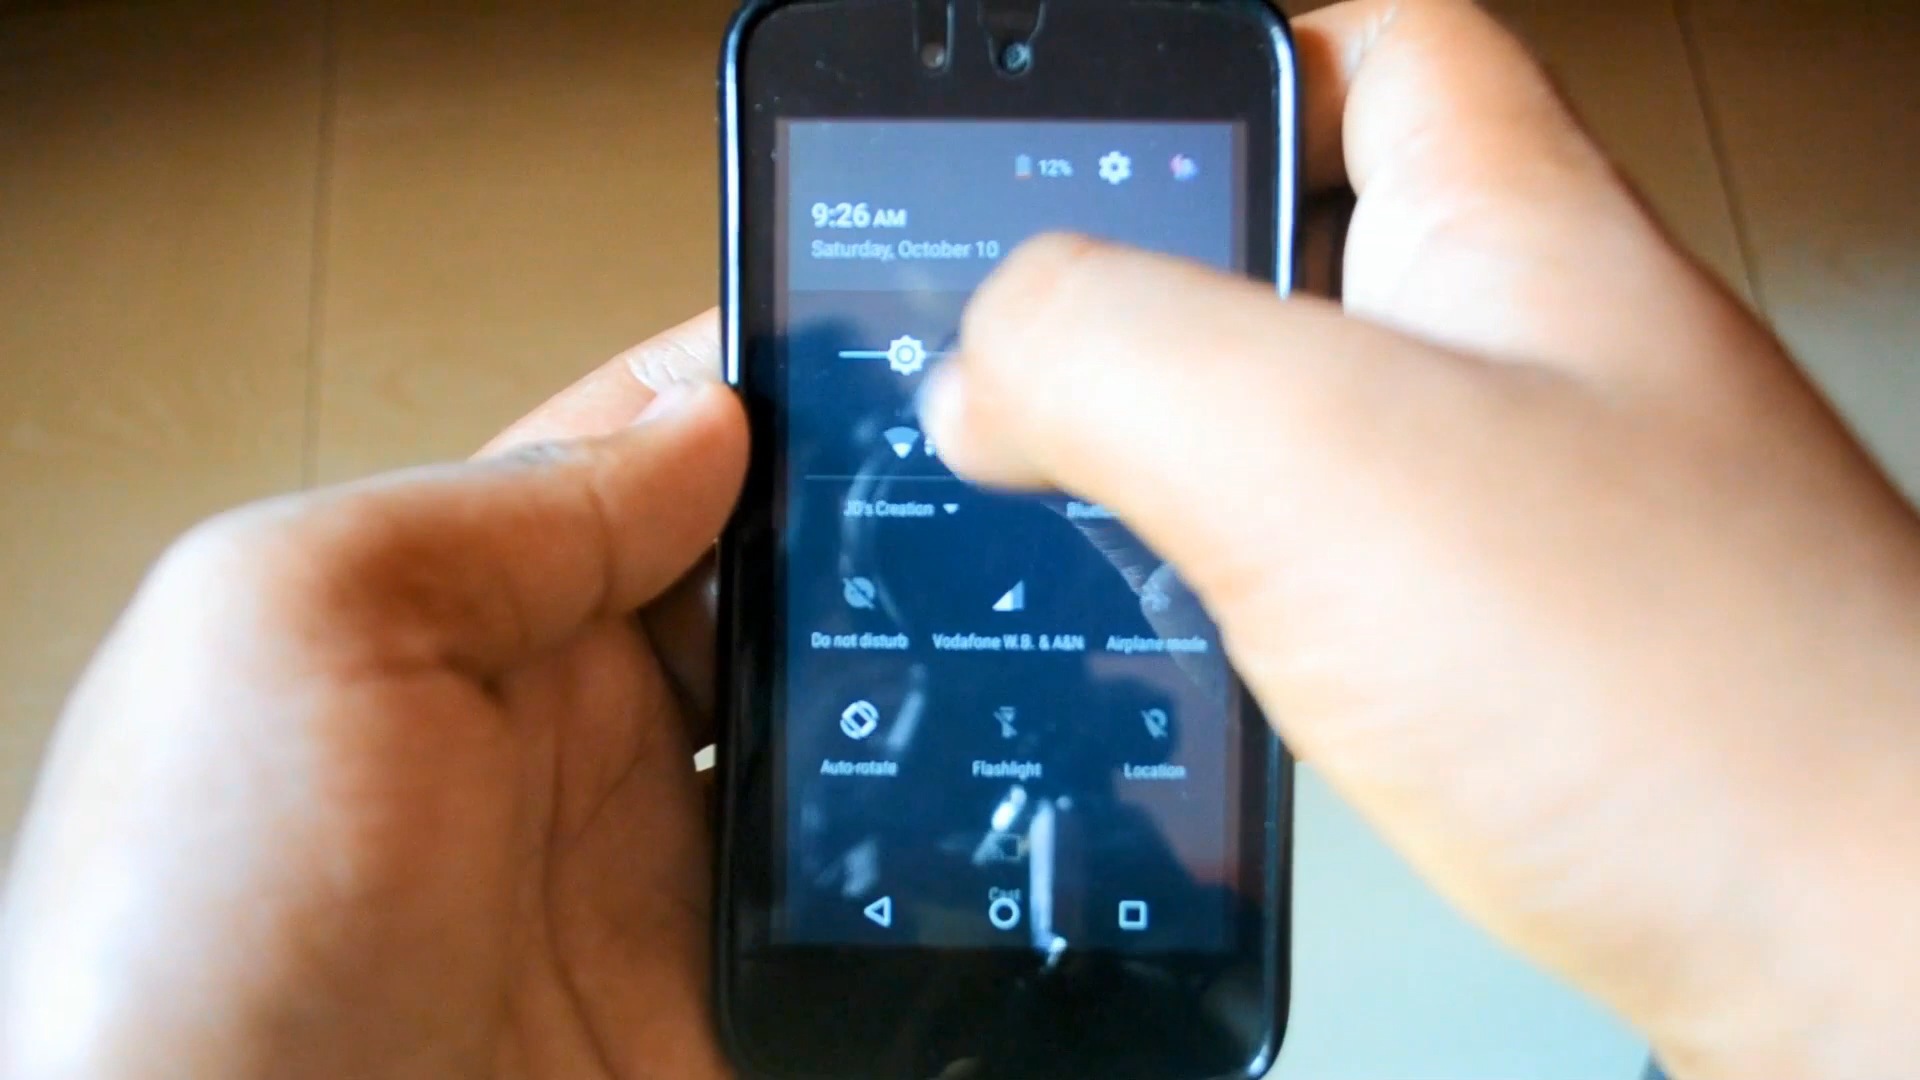 12%
9:26 AM
Saturday, October 10
JD's Creation
Do not disturb
Vodafone W.B. & A&N
Airplane mode
Auto-rotate
Flashlight
Location
Cast